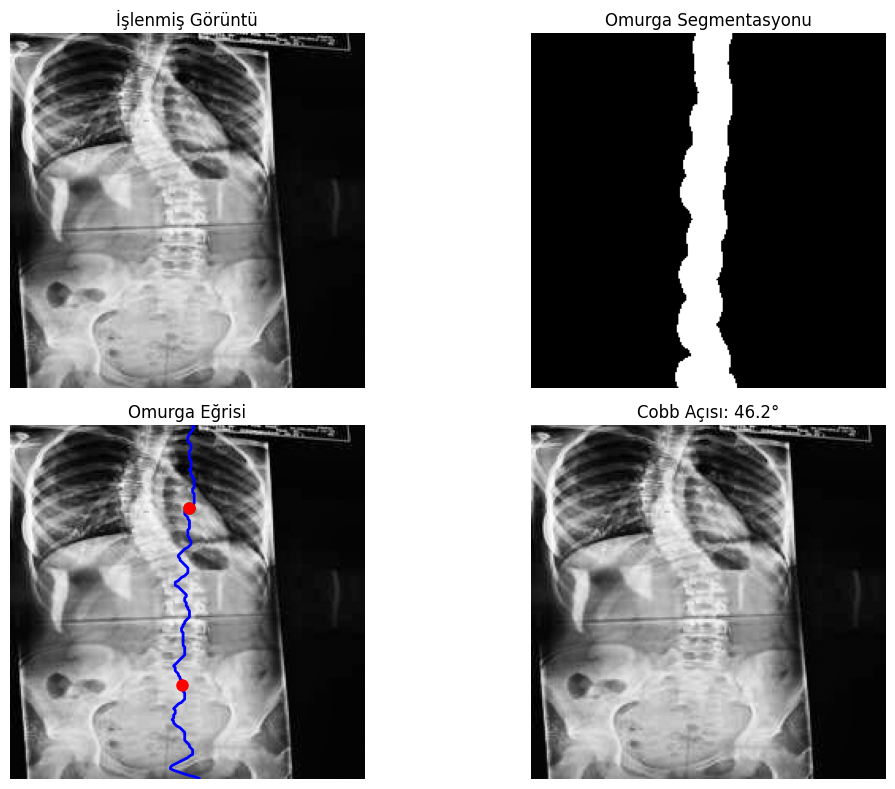 İşlenmiş Görüntü
Omurga Segmentasyonu
Omurga Eğrisi
Cobb Açısı: 46.2°